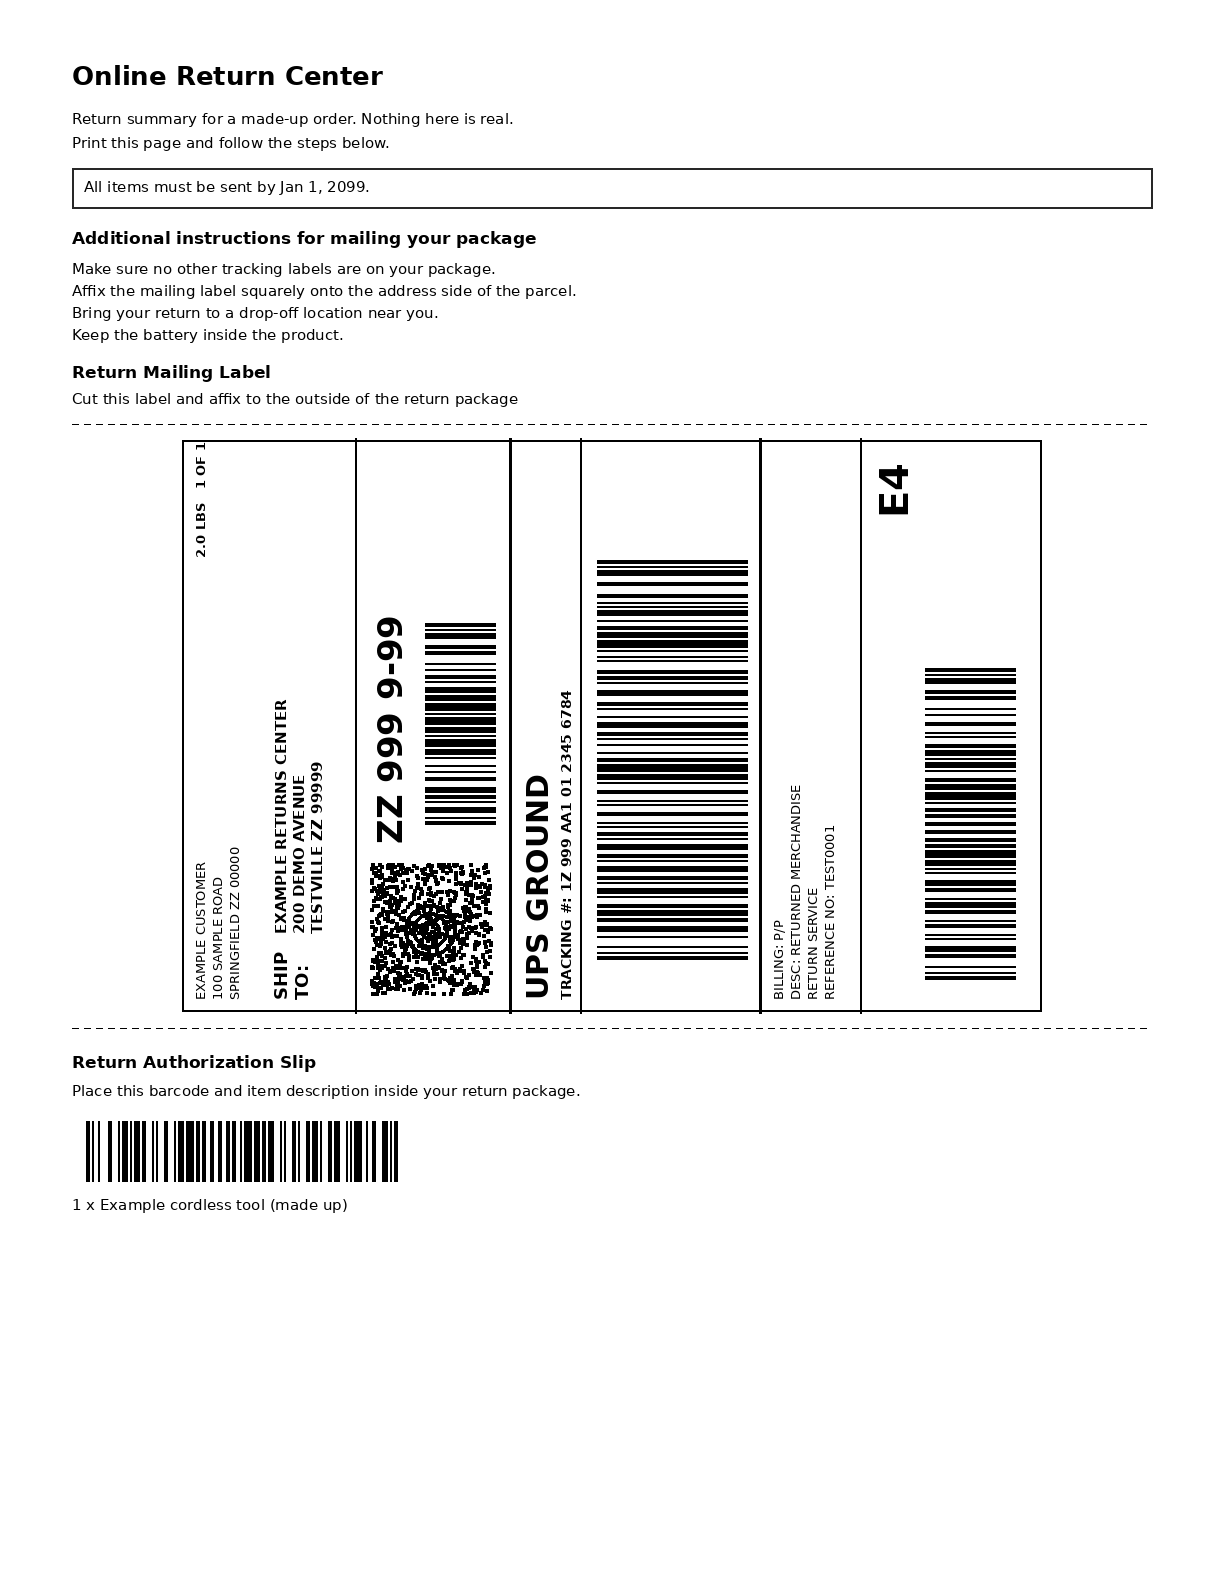 Online Return Center
Return summary for a made-up order. Nothing here is real.
Print this page and follow the steps below.
All items must be sent by Jan 1, 2099.
Additional instructions for mailing your package
Make sure no other tracking labels are on your package.
Affix the mailing label squarely onto the address side of the parcel.
Bring your return to a drop-off location near you.
Keep the battery inside the product.
Return Mailing Label
Cut this label and affix to the outside of the return package
EXAMPLE CUSTOMER
100 SAMPLE ROAD
SPRINGFIELD ZZ 00000
2.0 LBS 1 OF 1
SHIP
TO:
EXAMPLE RETURNS CENTER
200 DEMO AVENUE
TESTVILLE ZZ 99999
ZZ 999 9-99
UPS GROUND
TRACKING #: 1Z 999 AA1 01 2345 6784
BILLING: P/P
DESC: RETURNED MERCHANDISE
RETURN SERVICE
REFERENCE NO: TEST0001
E4
Return Authorization Slip
Place this barcode and item description inside your return package.
1 x Example cordless tool (made up)